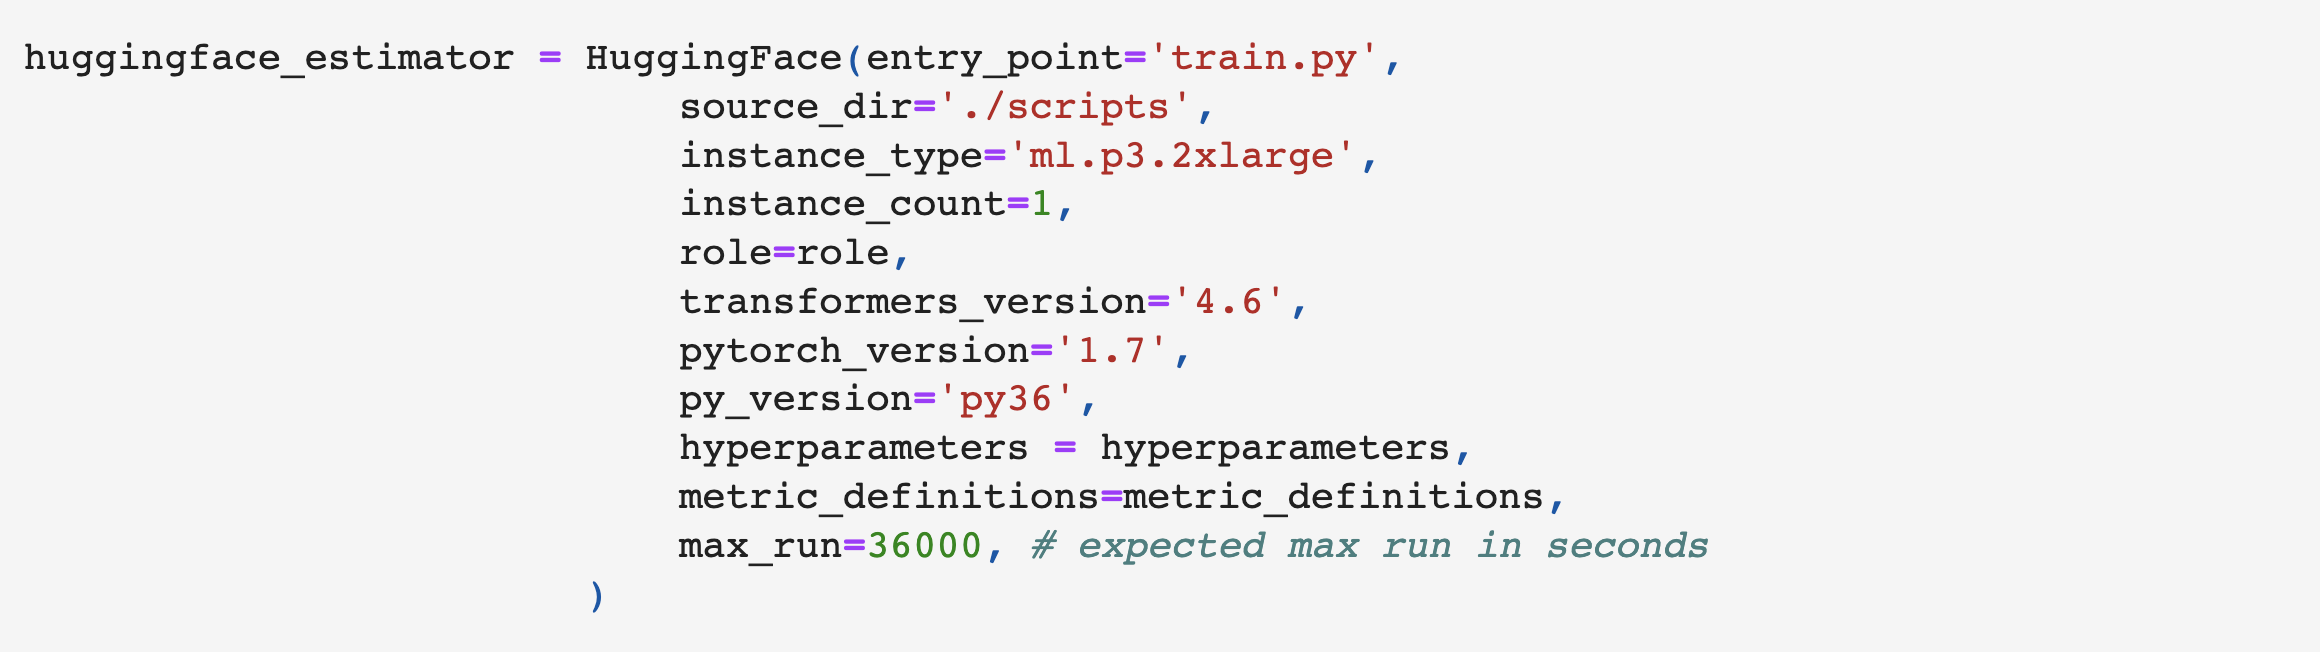 huggingface_estimator = HuggingFace(entry_point='train.py',
source_dir='./scripts',
instance_type='ml.p3.2xlarge',
instance_count=1,
role=role,
transformers_version='4.6',
pytorch_version='1.7',
py_version='py36',
hyperparameters = hyperparameters,
metric_definitions=metric_definitions,
max_run=36000, # expected max run in seconds
)